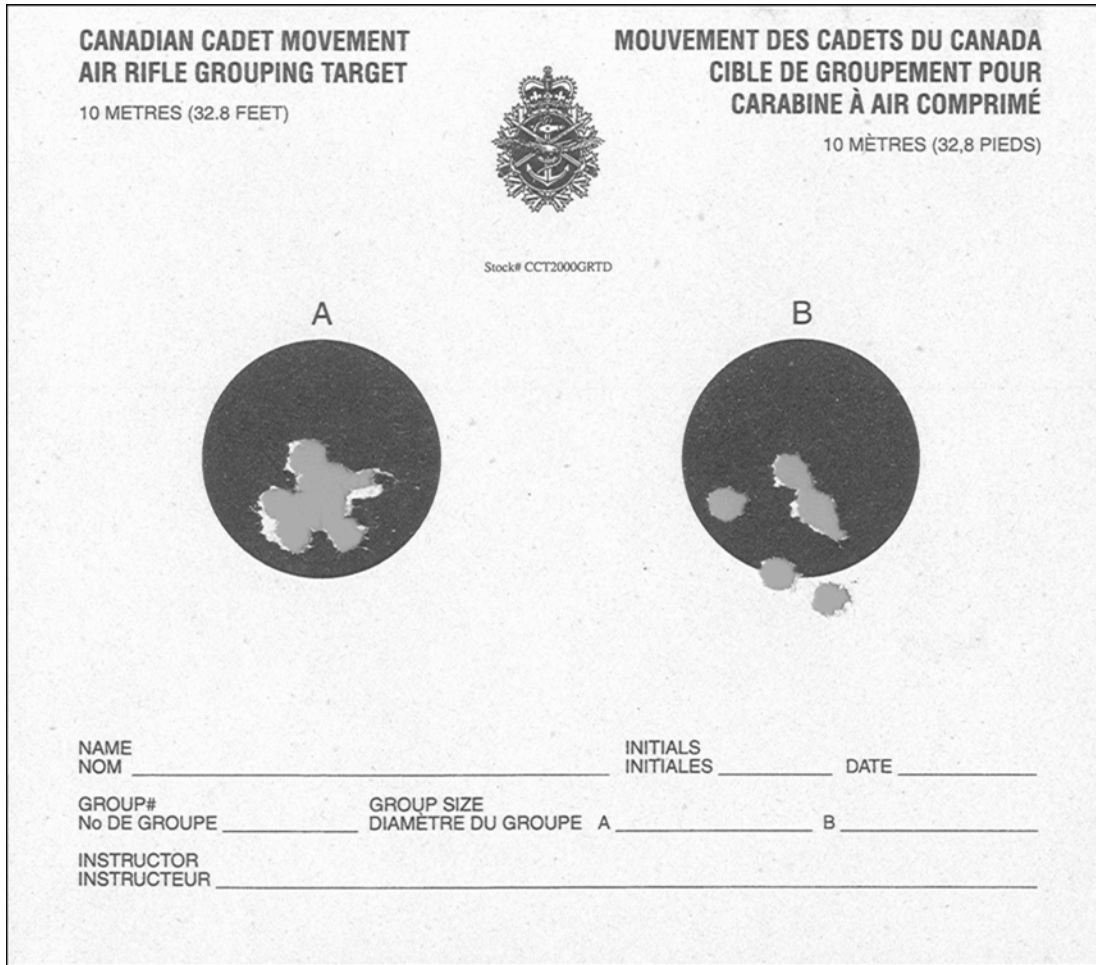 CANADIAN CADET MOVEMENT
AIR RIFLE GROUPING TARGET
10 METRES (32.8 FEET)
MOUVEMENT DES CADETS DU CANADA
CIBLE DE GROUPEMENT POUR
CARABINE À AIR COMPRIMÉ
10 MÈTRES (32,8 PIEDS)
Stock# CCT2000GRTD
A
B
NAME
NOM
INITIALS
INITIALES
DATE
GROUP#
No DE GROUPE
GROUP SIZE
DIAMÈTRE DU GROUPE A
B
INSTRUCTOR
INSTRUCTEUR